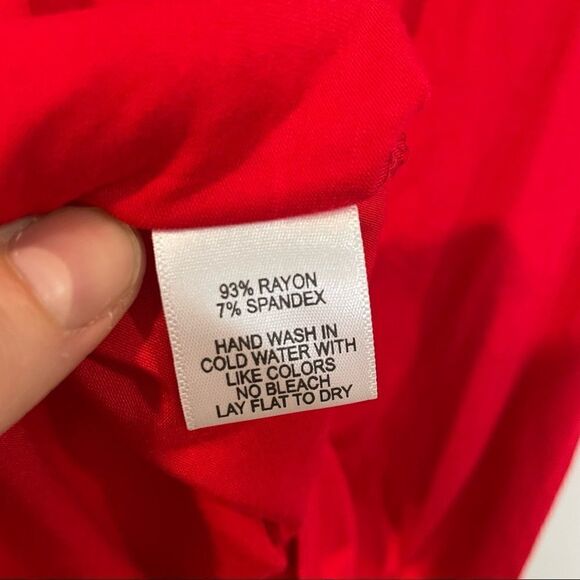 93% RAYON
7% SPANDEX
HAND WASH IN
COLD WATER WITH
LIKE COLORS
NO BLEACH
LAY FLAT TO DRY